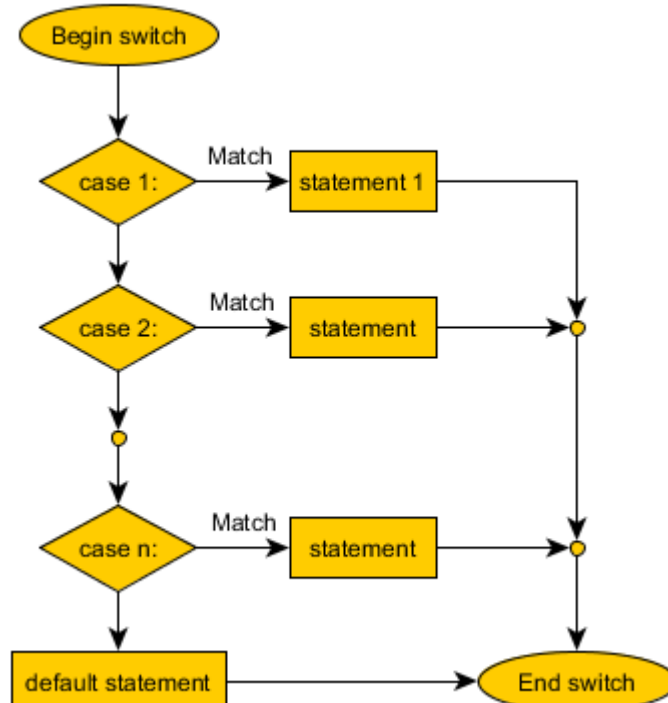 Begin switch
Match
case 1:
statement 1
Match
case 2:
statement
Match
case n:
statement
default statement
End switch